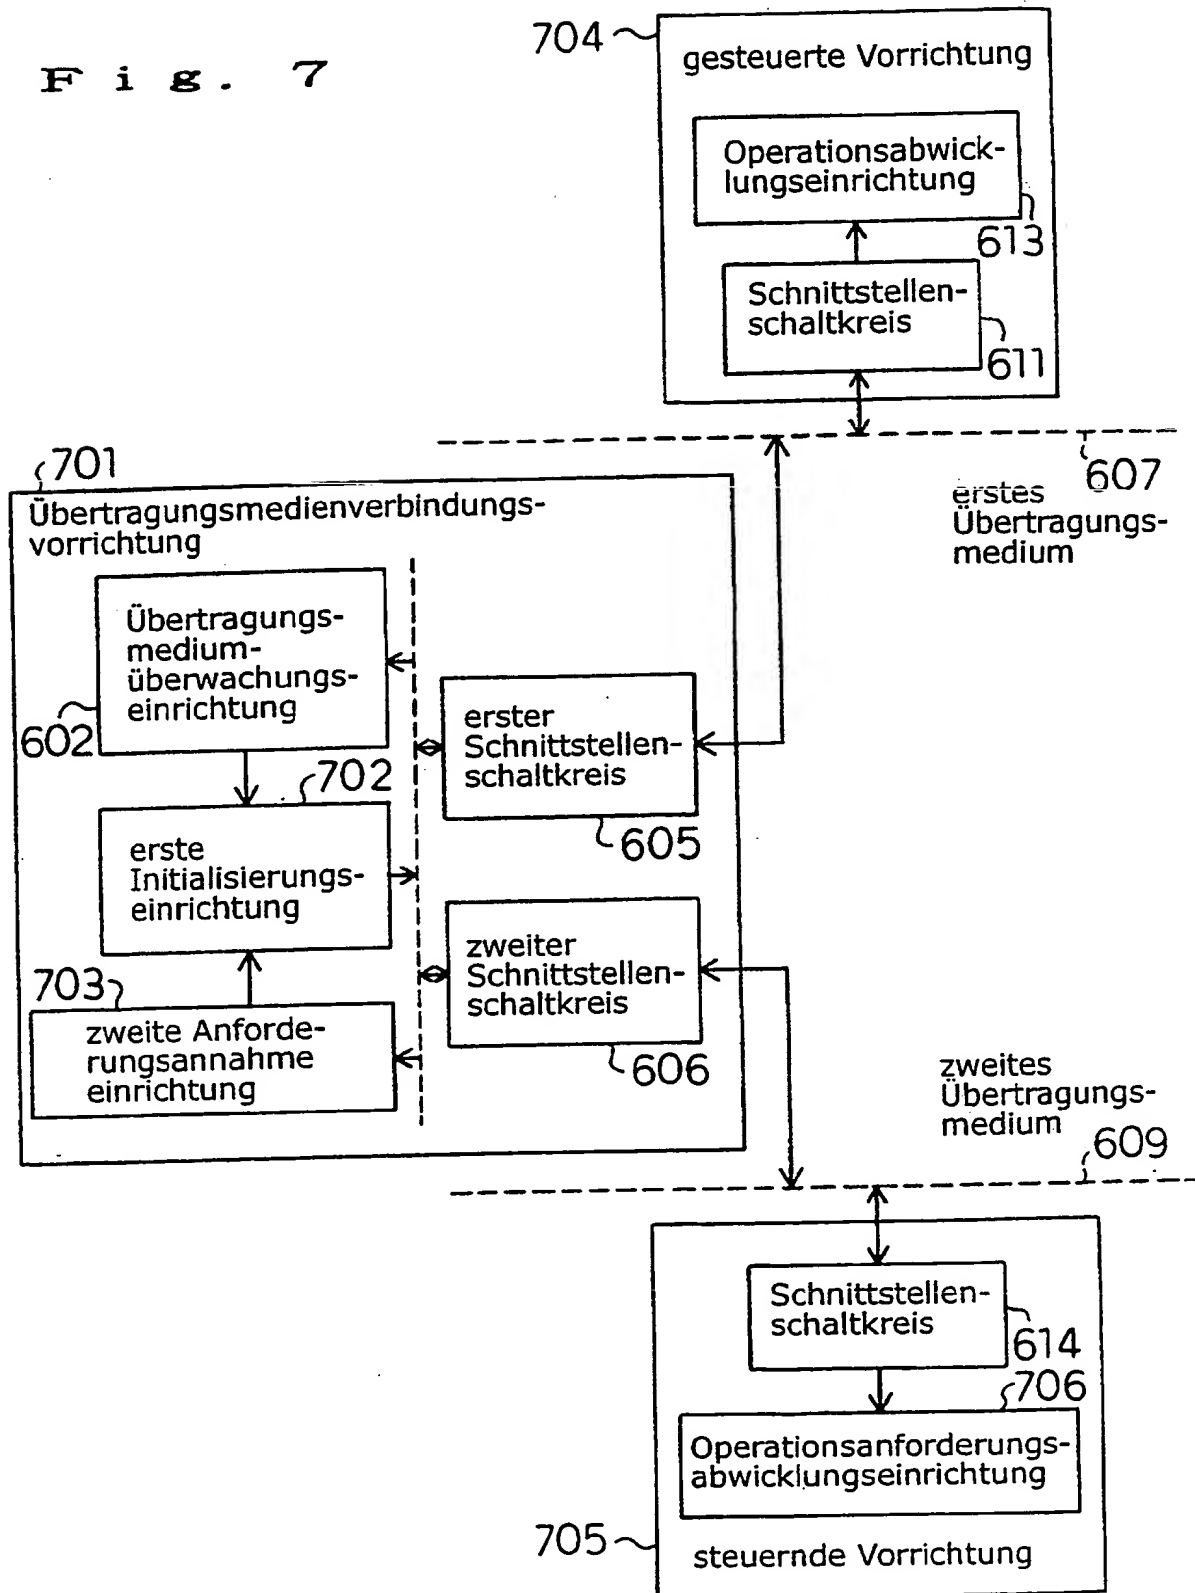 Fig. 7
704
gesteuerte Vorrichtung
Operationsabwick-
lungseinrichtung
613
Schnittstellen-
schaltkreis
611
607
erstes
Übertragungs-
medium
701
Übertragungsmedienverbindungs-
vorrichtung
Übertragungs-
medium-
überwachungs-
einrichtung
602
erster
Schnittstellen-
schaltkreis
605
702
erste
Initialisierungs-
einrichtung
zweiter
Schnittstellen-
schaltkreis
606
703
zweite Anforde-
rungsannahme
einrichtung
zweites
Übertragungs-
medium
609
Schnittstellen-
schaltkreis
614
706
Operationsanforderungs-
abwicklungseinrichtung
705
steuernde Vorrichtung